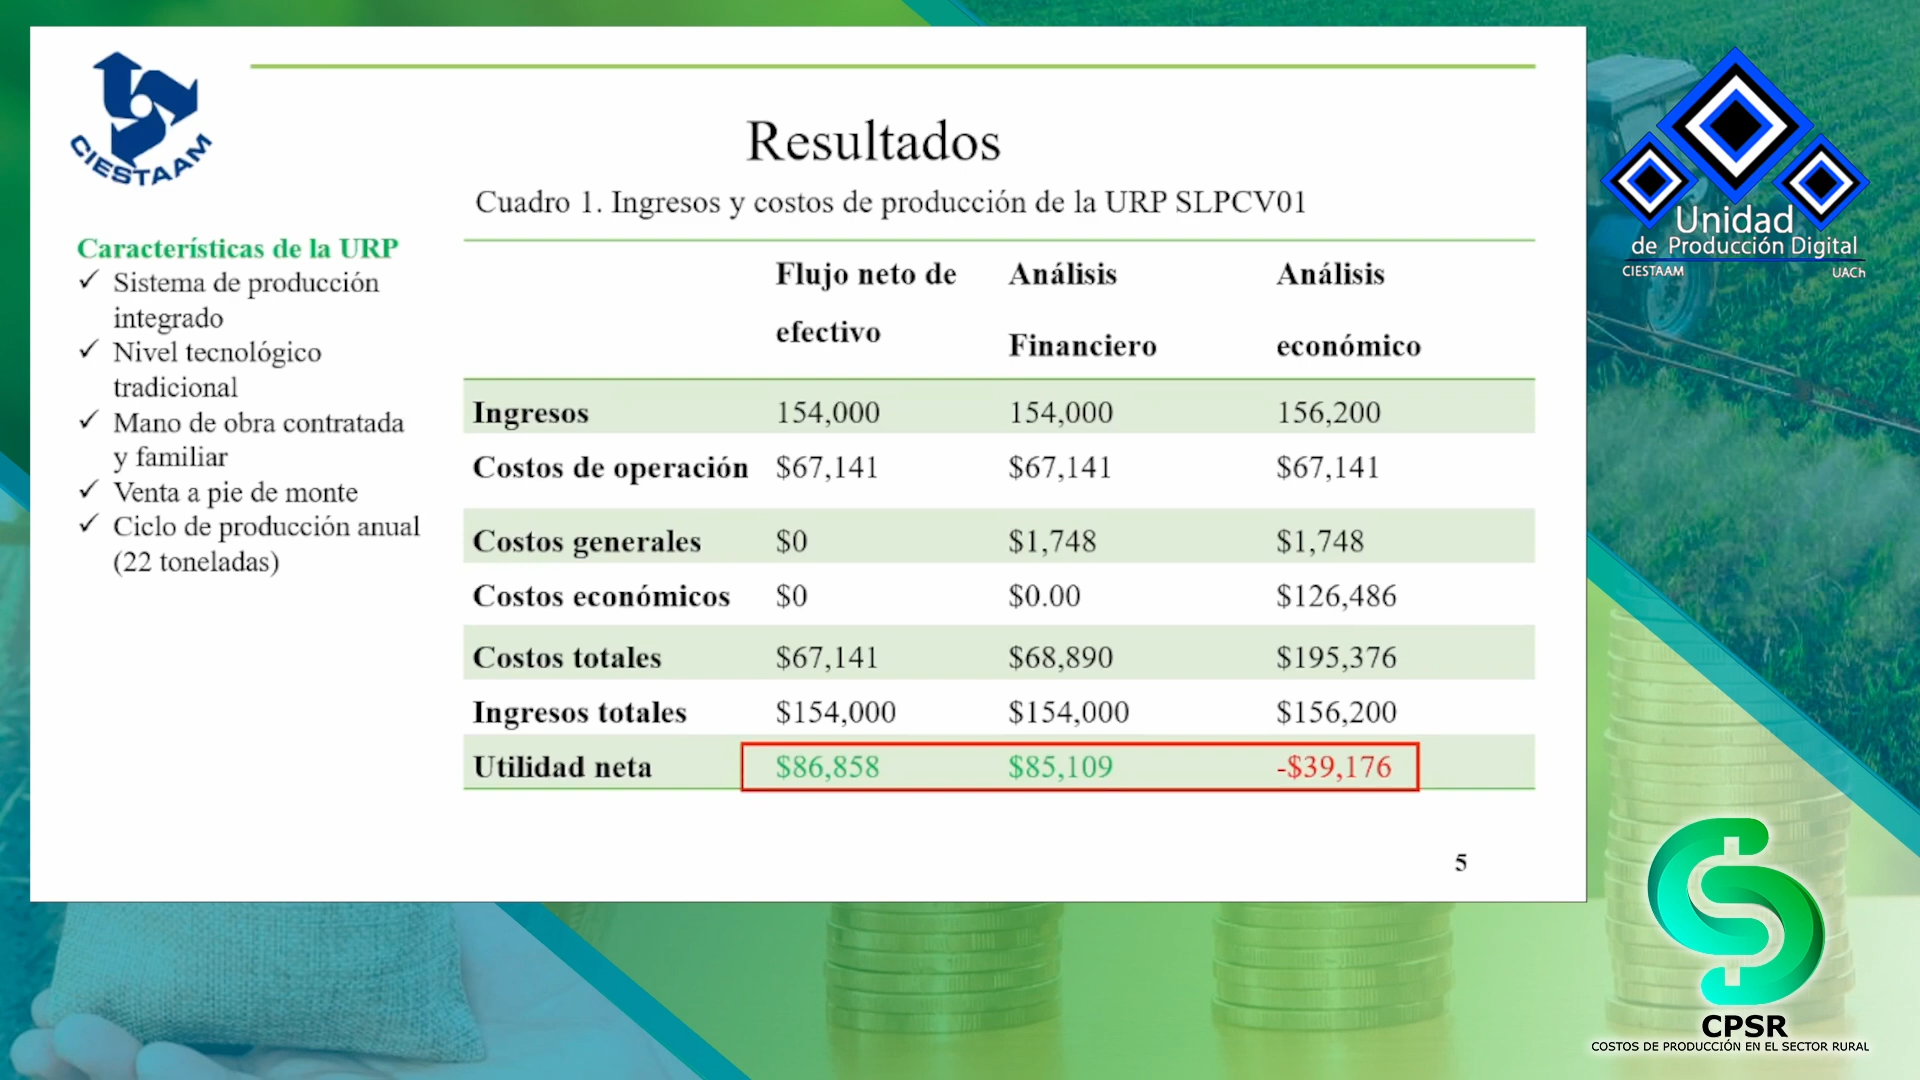 CIESTAAM
Resultados
Cuadro 1. Ingresos y costos de producción de la URP SLPCV01
Características de la URP
✓ Sistema de producción
integrado
✓ Nivel tecnológico
tradicional
✓ Mano de obra contratada
y familiar
✓ Venta a pie de monte
✓ Ciclo de producción anual
(22 toneladas)
Flujo neto de efectivo Análisis Financiero Análisis económico
Ingresos 154,000 154,000 156,200
Costos de operación $67,141 $67,141 $67,141
Costos generales $0 $1,748 $1,748
Costos económicos $0 $0.00 $126,486
Costos totales $67,141 $68,890 $195,376
Ingresos totales $154,000 $154,000 $156,200
Utilidad neta $86,858 $85,109 -$39,176
5
Unidad
de Producción Digital
CIESTAAM UACh
CPSR
COSTOS DE PRODUCCIÓN EN EL SECTOR RURAL